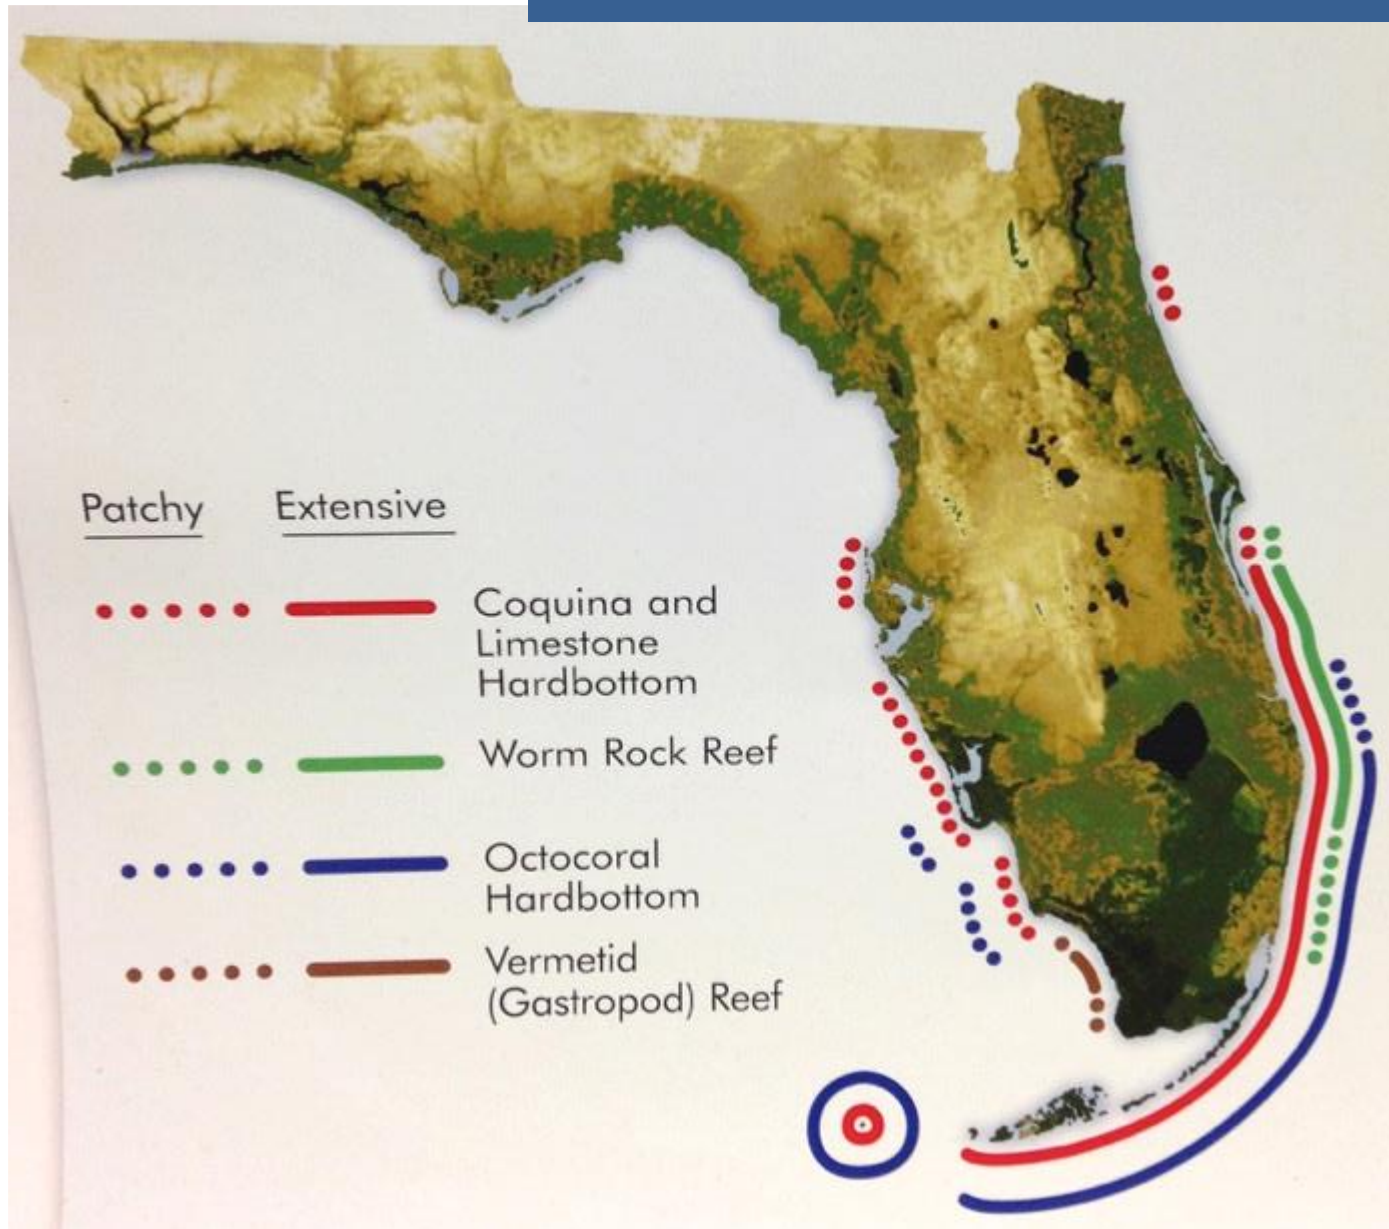 Patchy Extensive
Coquina and
Limestone
Hardbottom
Worm Rock Reef
Octocoral
Hardbottom
Vermetid
(Gastropod) Reef